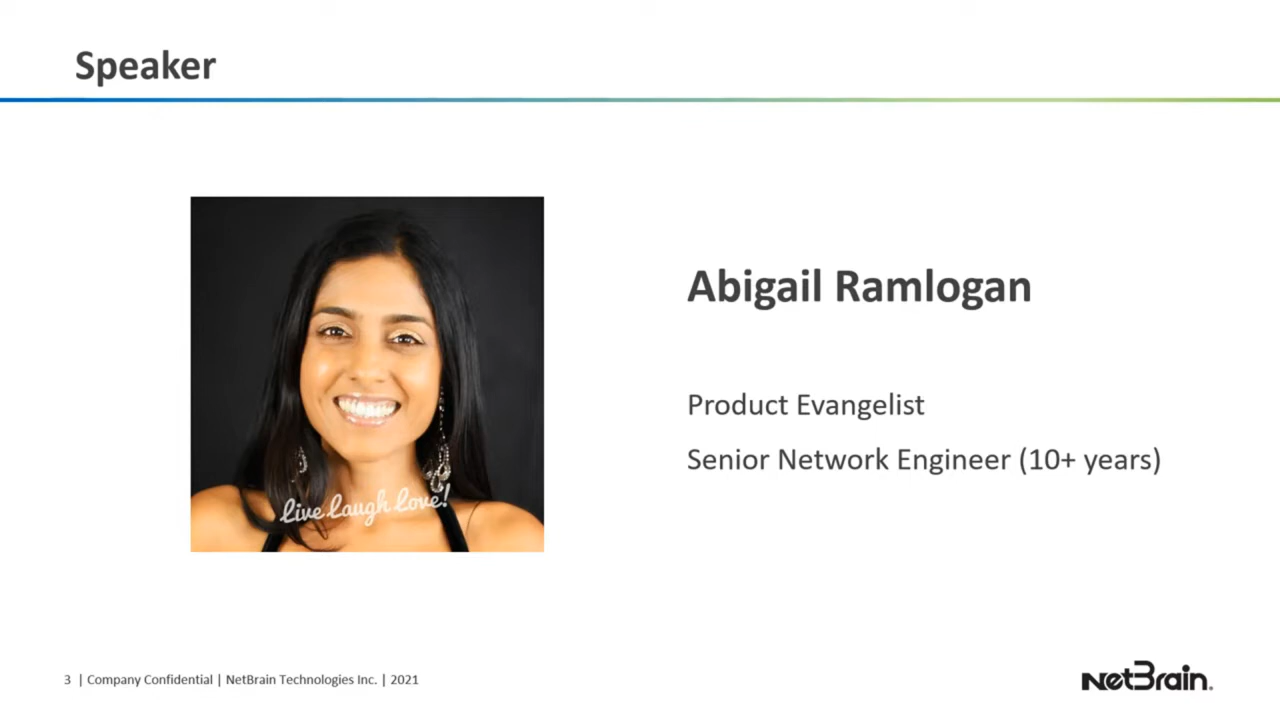 Speaker
Abigail Ramlogan
Product Evangelist
Senior Network Engineer (10+ years)
Live laugh love!
3 | Company Confidential | NetBrain Technologies Inc. | 2021
NetBrain.